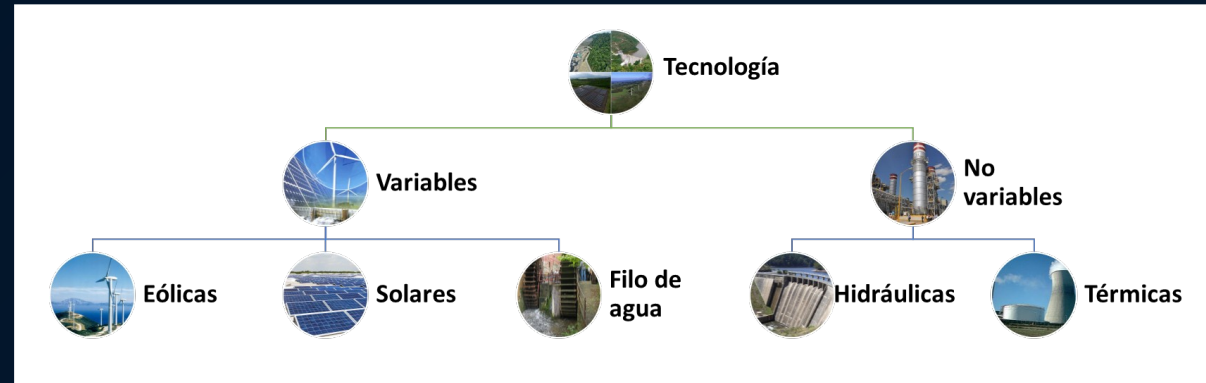 Tecnología
Variables
No
variables
Eólicas
Solares
Filo de
agua
Hidráulicas
Térmicas